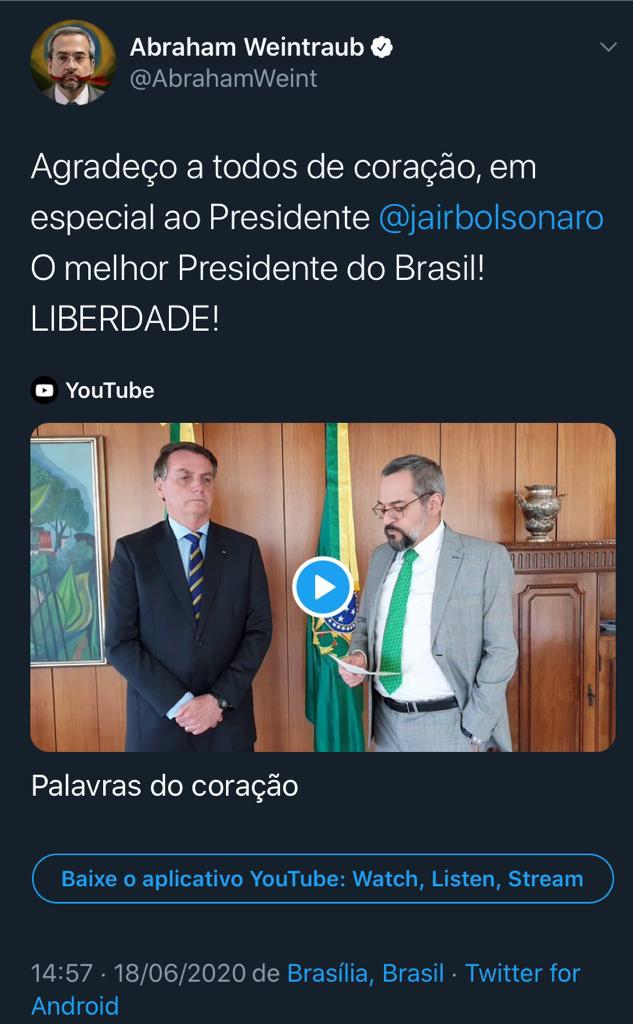 Abraham Weintraub
@AbrahamWeint
Agradeço a todos de coração, em
especial ao Presidente @jairbolsonaro
O melhor Presidente do Brasil!
LIBERDADE!
YouTube
Palavras do coração
Baixe o aplicativo YouTube: Watch, Listen, Stream
14:57 · 18/06/2020 de Brasília, Brasil · Twitter for
Android